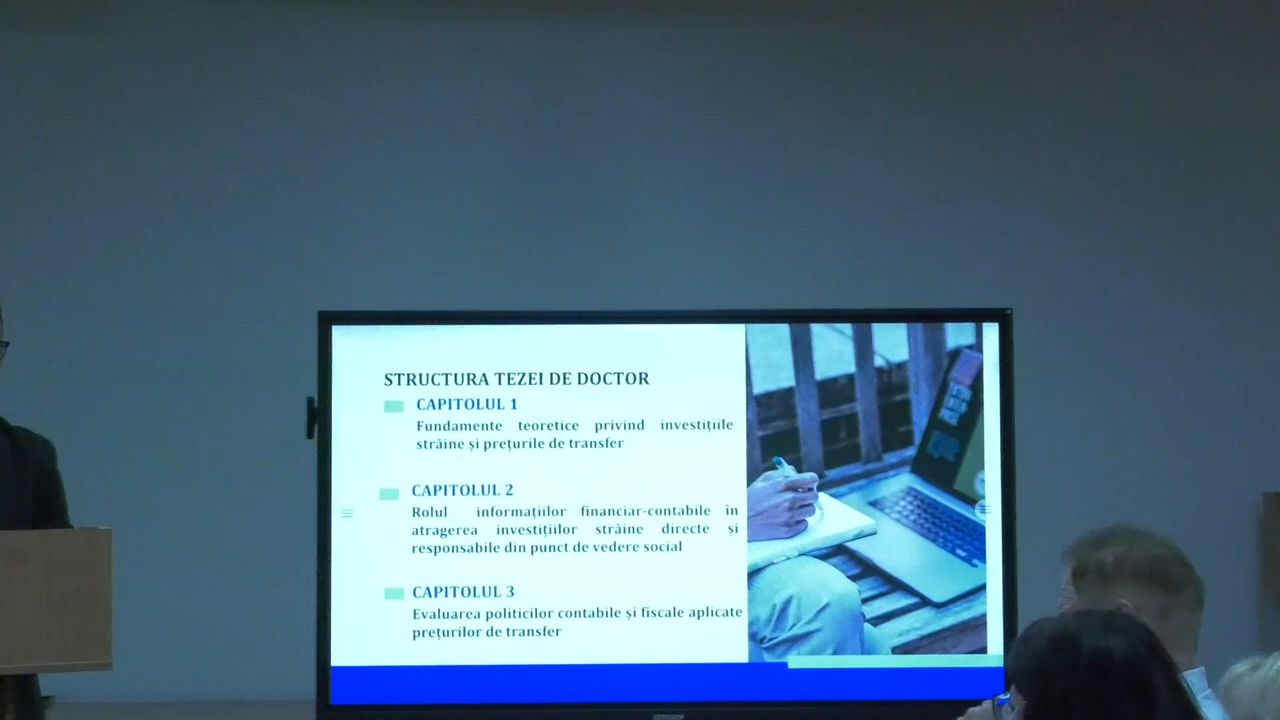 STRUCTURA TEZEI DE DOCTOR
CAPITOLUL 1
Fundamente teoretice privind investițiile
străine și prețurile de transfer
CAPITOLUL 2
Rolul informațiilor financiar-contabile în
atragerea investițiilor străine directe și
responsabile din punct de vedere social
CAPITOLUL 3
Evaluarea politicilor contabile și fiscale aplicate
prețurilor de transfer